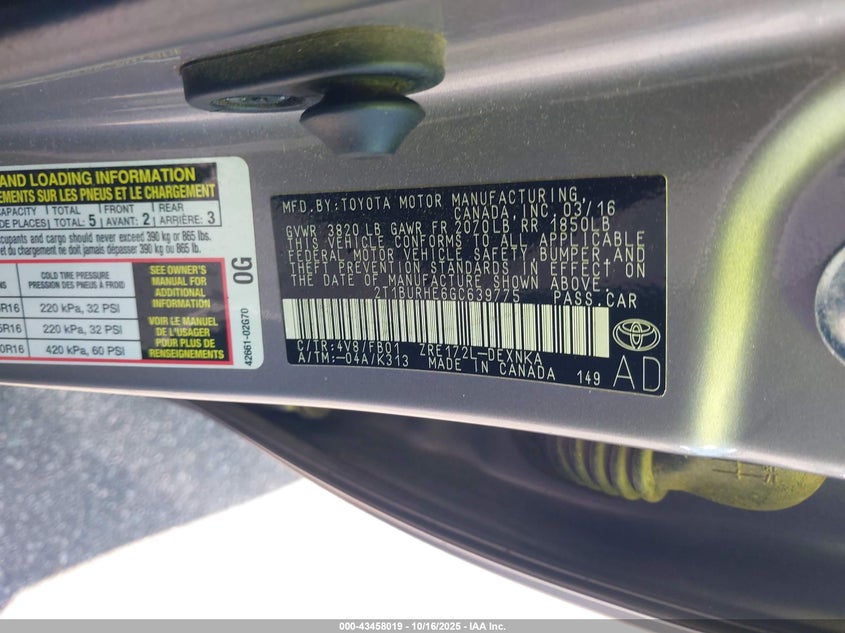 AND LOADING INFORMATION
EMENTS SUR LES PNEUS ET LE CHARGEMENT
CAPACITY TOTAL 5 FRONT 2 REAR 3
DE PLACES TOTAL: AVANT: ARRIÈRE:
cupants and cargo should never exceed 390 kg or 865 lbs.
et du chargement ne doit jamais dépasser 390 kg ou 865 lb.
COLD TIRE PRESSURE
PRESSION DES PNEUS À FROID
220 kPa, 32 PSI
220 kPa, 32 PSI
420 kPa, 60 PSI
SEE OWNER'S
MANUAL FOR
ADDITIONAL
INFORMATION
VOIR LE MANUEL
DE L'USAGER
POUR PLUS DE
RENSEIGNEMENTS
0G
42661-02G70
MFD. BY: TOYOTA MOTOR MANUFACTURING,
CANADA, INC. 03/16
GVWR 3820 LB GAWR FR 2070LB RR 1850LB
THIS VEHICLE CONFORMS TO ALL APPLICABLE
FEDERAL MOTOR VEHICLE SAFETY, BUMPER AND
THEFT PREVENTION STANDARDS IN EFFECT
ON THE DATE OF MANUFACTURE SHOWN ABOVE.
2T1BURHE6GC639775 PASS. CAR
C/TR: 4V8/FB01 ZRE172L-DEXNKA
A/TM: -04A/K313 MADE IN CANADA 149
TOYOTA
AD
000-43458019 - 10/16/2025 - IAA Inc.